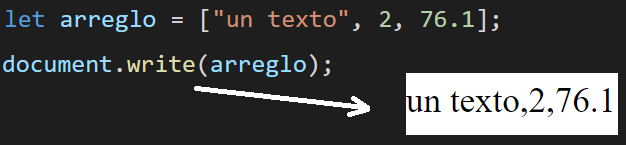 let arreglo = ["un texto", 2, 76.1];
document.write(arreglo);
un texto,2,76.1